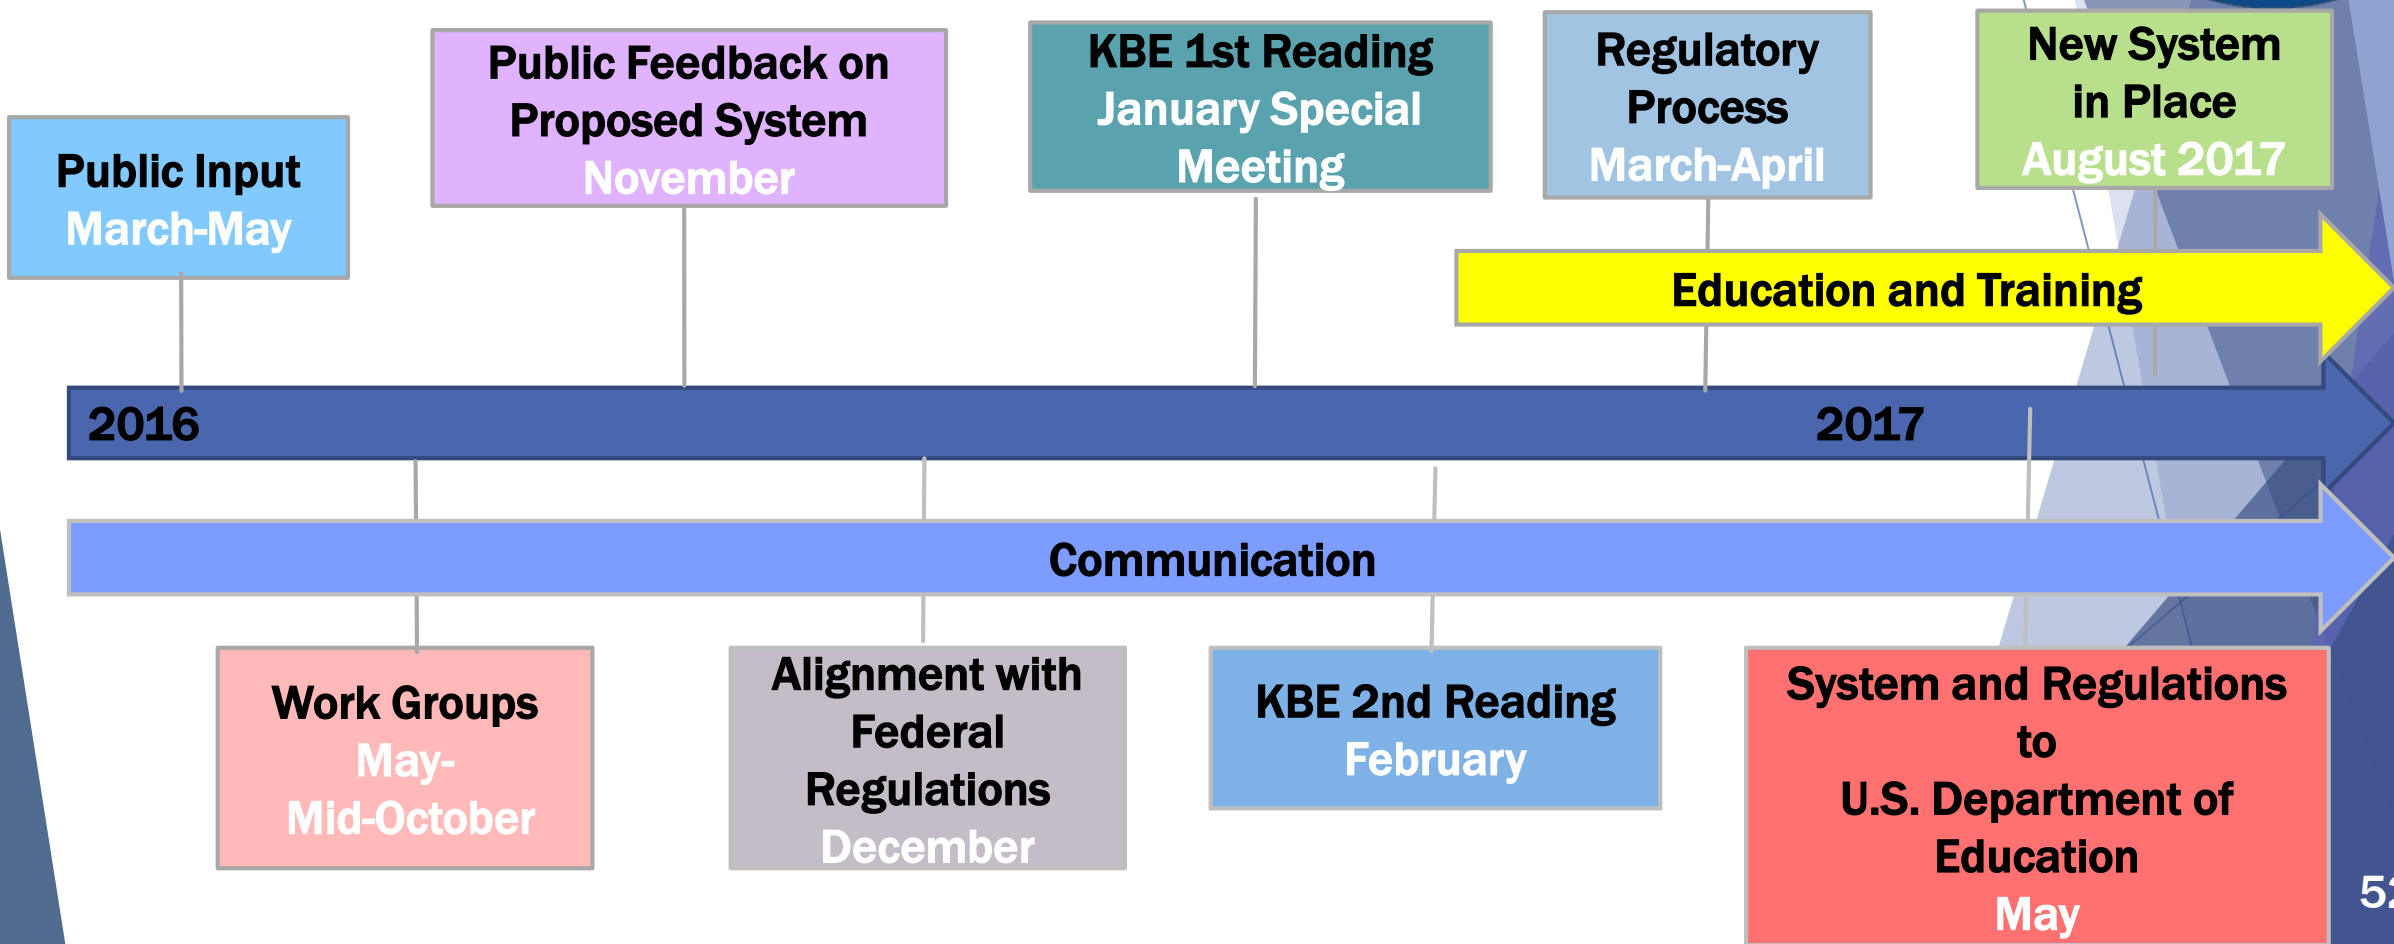 Public Input
March-May
Public Feedback on
Proposed System
November
KBE 1st Reading
January Special
Meeting
Regulatory
Process
March-April
New System
in Place
August 2017
Education and Training
2016
2017
Communication
Work Groups
May-
Mid-October
Alignment with
Federal
Regulations
December
KBE 2nd Reading
February
System and Regulations
to
U.S. Department of
Education
May